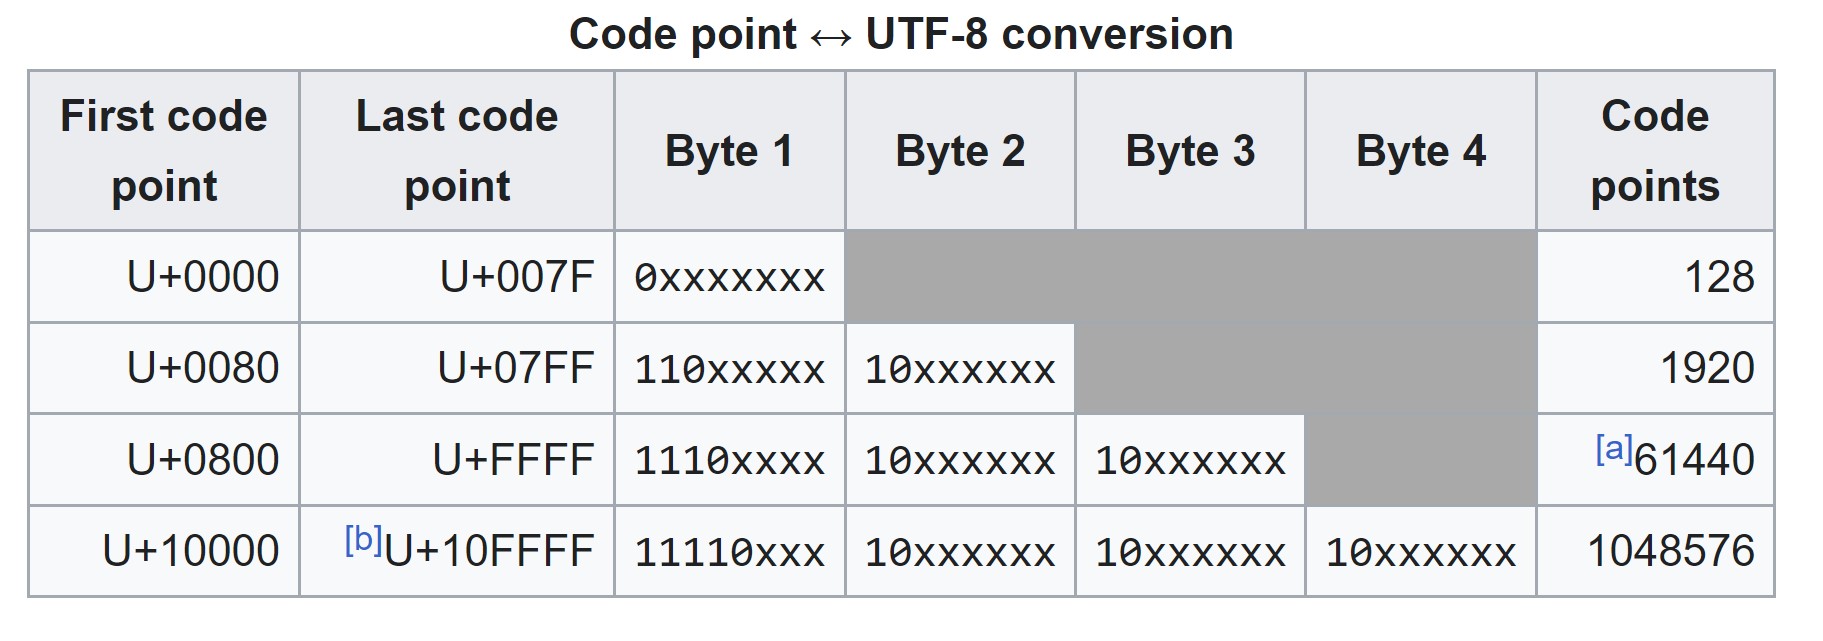 Code point ↔ UTF-8 conversion
First code point Last code point Byte 1 Byte 2 Byte 3 Byte 4 Code points
U+0000 U+007F 0xxxxxxx 128
U+0080 U+07FF 110xxxxx 10xxxxxx 1920
U+0800 U+FFFF 1110xxxx 10xxxxxx 10xxxxxx [a]61440
U+10000 [b]U+10FFFF 11110xxx 10xxxxxx 10xxxxxx 10xxxxxx 1048576